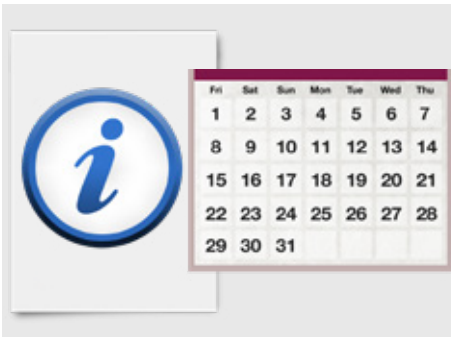 i
Fri Sat Sun Mon Tue Wed Thu
1 2 3 4 5 6 7
8 9 10 11 12 13 14
15 16 17 18 19 20 21
22 23 24 25 26 27 28
29 30 31